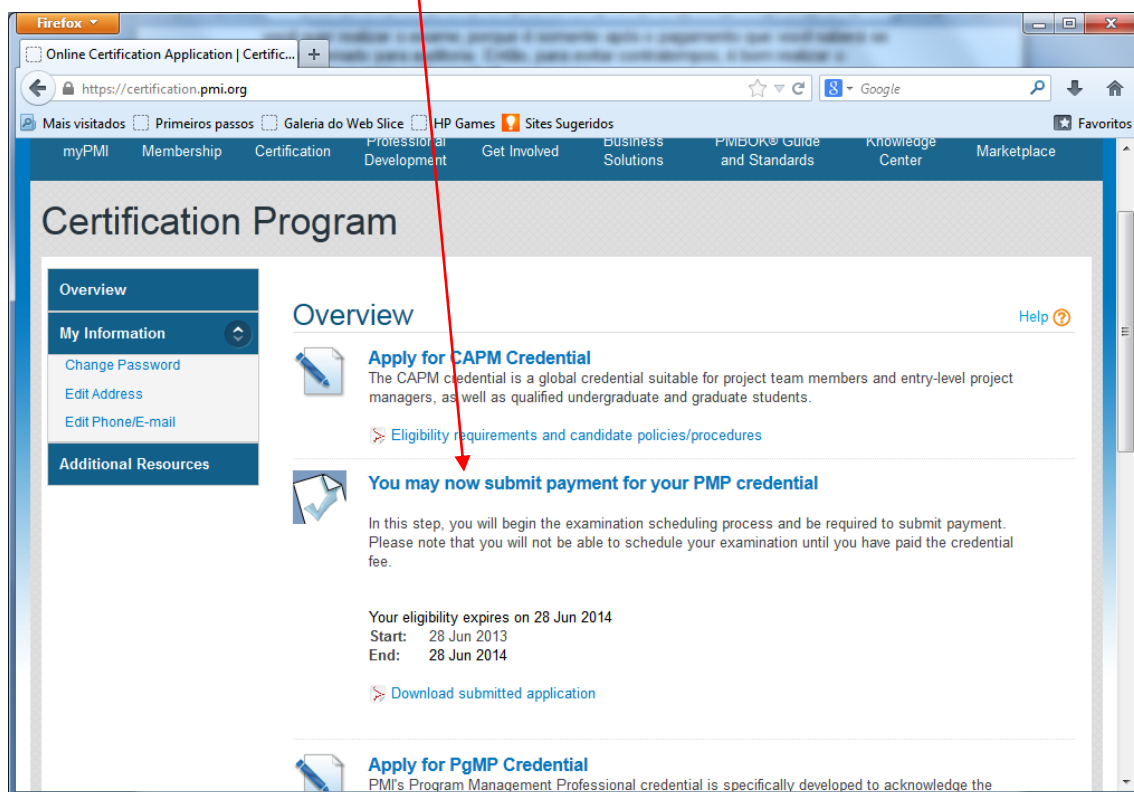 Firefox
Online Certification Application | Certific... +
https://certification.pmi.org
8 Google
Mais visitados Primeiros passos Galeria do Web Slice HP Games Sites Sugeridos Favoritos
myPMI Membership Certification Professional Development Get Involved Business Solutions PMBOK® Guide and Standards Knowledge Center Marketplace
Certification Program
Overview
My Information
Change Password
Edit Address
Edit Phone/E-mail
Additional Resources
Overview
Help ?
Apply for CAPM Credential
The CAPM credential is a global credential suitable for project team members and entry-level project
managers, as well as qualified undergraduate and graduate students.
Eligibility requirements and candidate policies/procedures
You may now submit payment for your PMP credential
In this step, you will begin the examination scheduling process and be required to submit payment.
Please note that you will not be able to schedule your examination until you have paid the credential
fee.
Your eligibility expires on 28 Jun 2014
Start: 28 Jun 2013
End: 28 Jun 2014
Download submitted application
Apply for PgMP Credential
PMI's Program Management Professional credential is specifically developed to acknowledge the